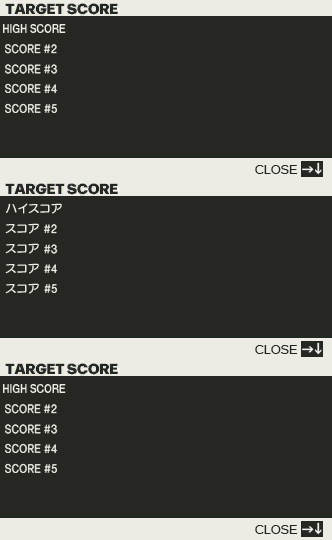 TARGET SCORE
HIGH SCORE
SCORE #2
SCORE #3
SCORE #4
SCORE #5
CLOSE →↓
TARGET SCORE
ハイスコア
スコア #2
スコア #3
スコア #4
スコア #5
CLOSE →↓
TARGET SCORE
HIGH SCORE
SCORE #2
SCORE #3
SCORE #4
SCORE #5
CLOSE →↓